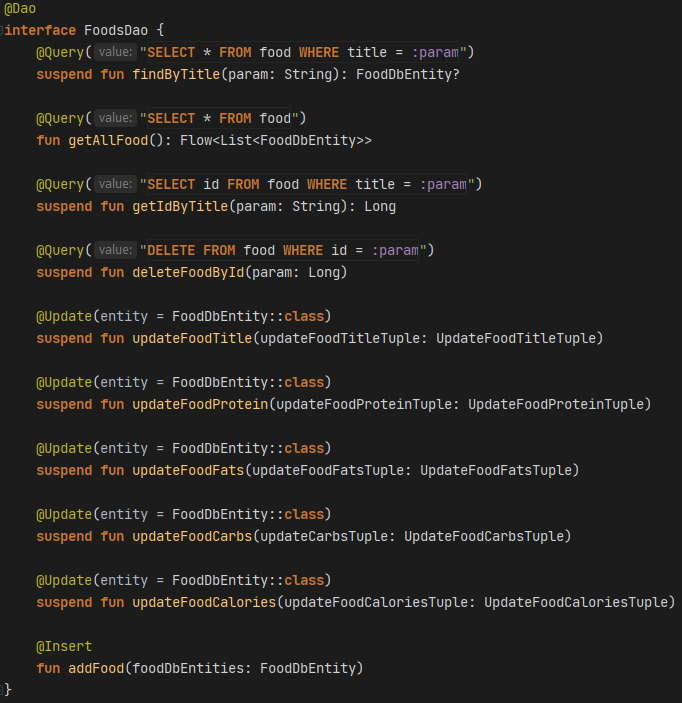 @Dao
interface FoodsDao {
@Query( value: "SELECT * FROM food WHERE title = :param")
suspend fun findByTitle(param: String): FoodDbEntity?
@Query( value: "SELECT * FROM food")
fun getAllFood(): Flow<List<FoodDbEntity>>
@Query( value: "SELECT id FROM food WHERE title = :param")
suspend fun getIdByTitle(param: String): Long
@Query( value: "DELETE FROM food WHERE id = :param")
suspend fun deleteFoodById(param: Long)
@Update(entity = FoodDbEntity::class)
suspend fun updateFoodTitle(updateFoodTitleTuple: UpdateFoodTitleTuple)
@Update(entity = FoodDbEntity::class)
suspend fun updateFoodProtein(updateFoodProteinTuple: UpdateFoodProteinTuple)
@Update(entity = FoodDbEntity::class)
suspend fun updateFoodFats(updateFoodFatsTuple: UpdateFoodFatsTuple)
@Update(entity = FoodDbEntity::class)
suspend fun updateFoodCarbs(updateCarbsTuple: UpdateFoodCarbsTuple)
@Update(entity = FoodDbEntity::class)
suspend fun updateFoodCalories(updateFoodCaloriesTuple: UpdateFoodCaloriesTuple)
@Insert
fun addFood(foodDbEntities: FoodDbEntity)
}